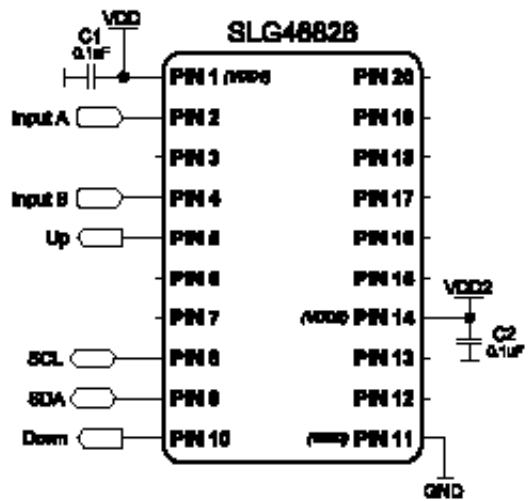 SLG46826
VDD
C1
0.1uF
PIN 1 (VDD)
PIN 20
Input A
PIN 2
PIN 19
PIN 3
PIN 18
Input B
PIN 4
PIN 17
Up
PIN 5
PIN 16
PIN 6
PIN 15
VDD2
PIN 7
PIN 14
C2
0.1uF
SCL
PIN 8
PIN 13
SDA
PIN 9
PIN 12
Down
PIN 10
PIN 11
GND